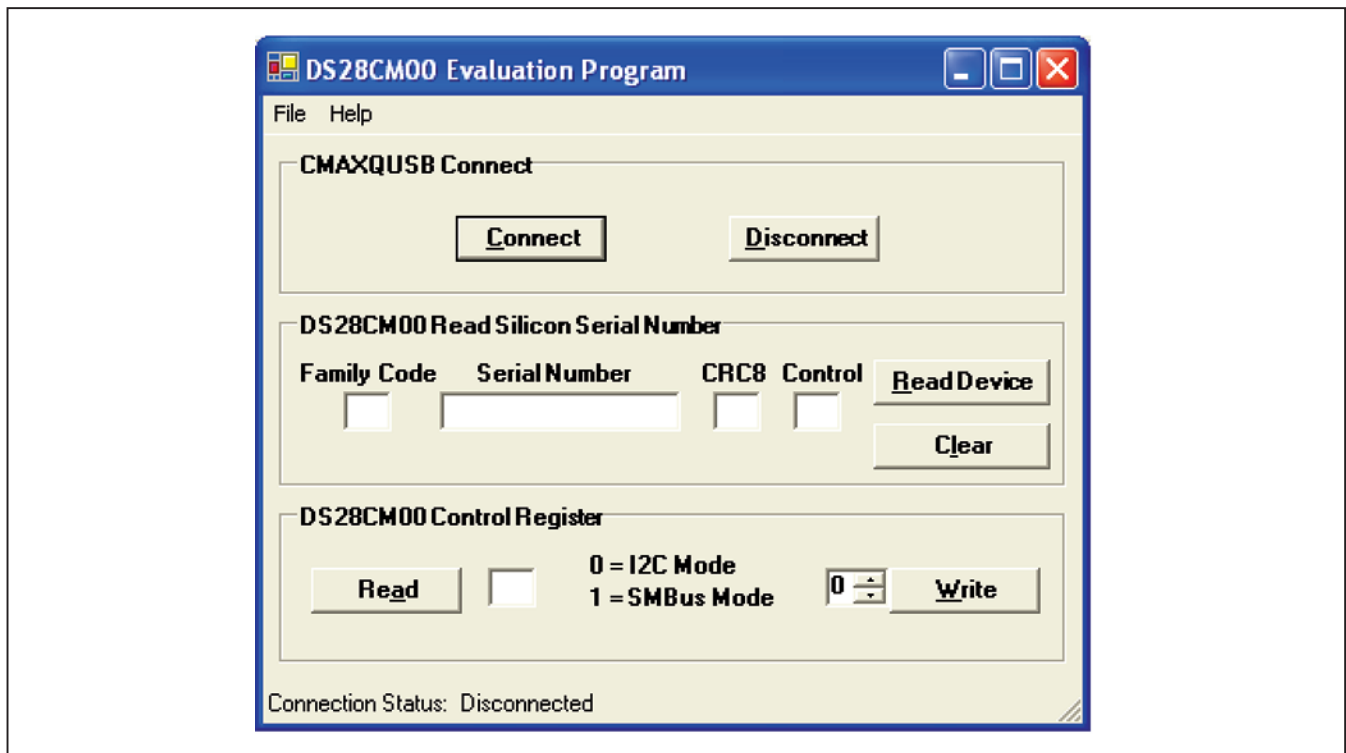 DS28CM00 Evaluation Program
File Help
CMAXQUSB Connect
Connect Disconnect
DS28CM00 Read Silicon Serial Number
Family Code Serial Number CRC8 Control Read Device
Clear
DS28CM00 Control Register
Read 0 = I2C Mode 0 Write
1 = SMBus Mode
Connection Status: Disconnected